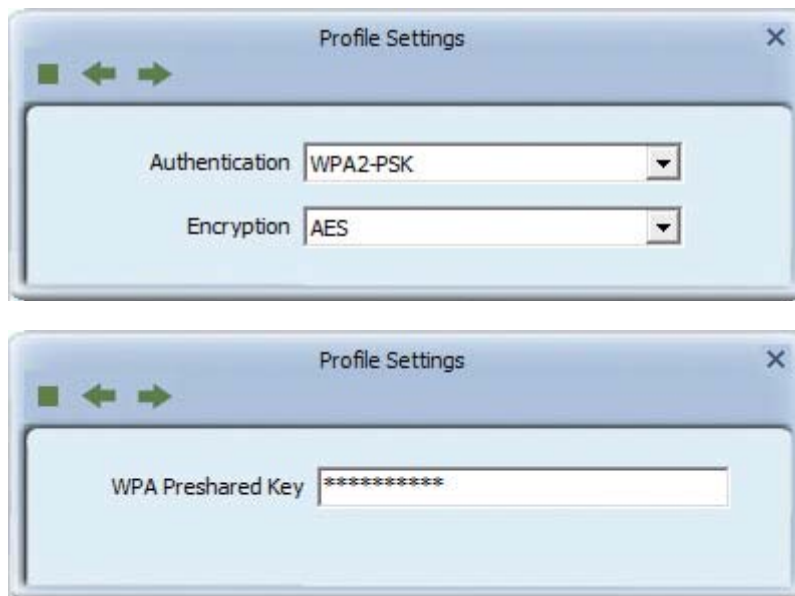 Profile Settings
Authentication WPA2-PSK
Encryption AES
Profile Settings
WPA Preshared Key **********